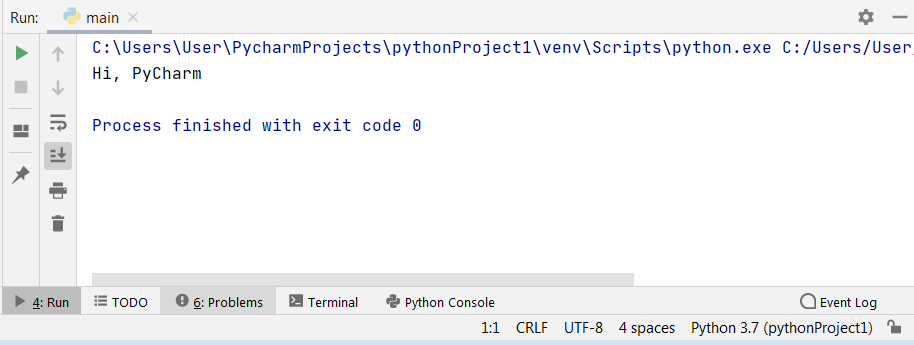 Run: main
C:\Users\User\PycharmProjects\pythonProject1\venv\Scripts\python.exe C:/Users/User
Hi, PyCharm
Process finished with exit code 0
4: Run TODO 6: Problems Terminal Python Console Event Log
1:1 CRLF UTF-8 4 spaces Python 3.7 (pythonProject1)